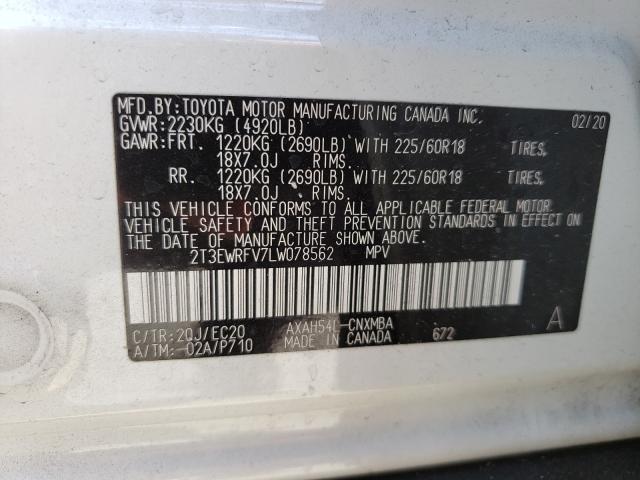 MFD.BY:TOYOTA MOTOR MANUFACTURING CANADA INC. 02/20
GVWR:2230KG (4920LB)
GAWR:FRT. 1220KG (2690LB) WITH 225/60R18 TIRES,
18X7.0J RIMS.
RR. 1220KG (2690LB) WITH 225/60R18 TIRES,
18X7.0J RIMS.
THIS VEHICLE CONFORMS TO ALL APPLICABLE FEDERAL MOTOR
VEHICLE SAFETY AND THEFT PREVENTION STANDARDS IN EFFECT ON
THE DATE OF MANUFACTURE SHOWN ABOVE.
2T3EWRFV7LW078562 MPV
C/TR:2QJ/EC20 AXAH54L-CNXMBA 672 A
A/TM:-02A/P710 MADE IN CANADA